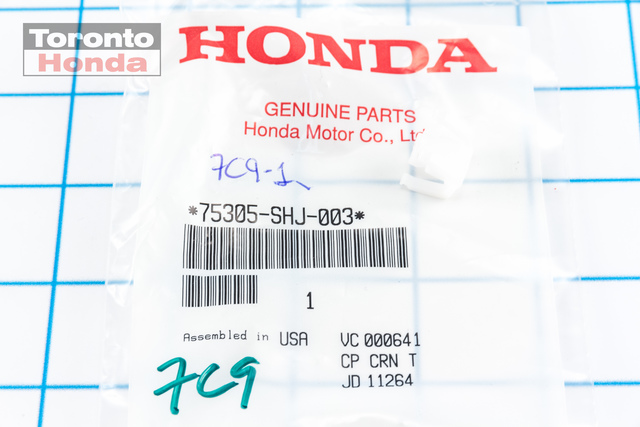 Toronto
Honda
HONDA
GENUINE PARTS
Honda Motor Co., Ltd
7C9-1
*75305-SHJ-003*
1
Assembled in USA VC 000641
CP CRN T
JD 11264
7C9